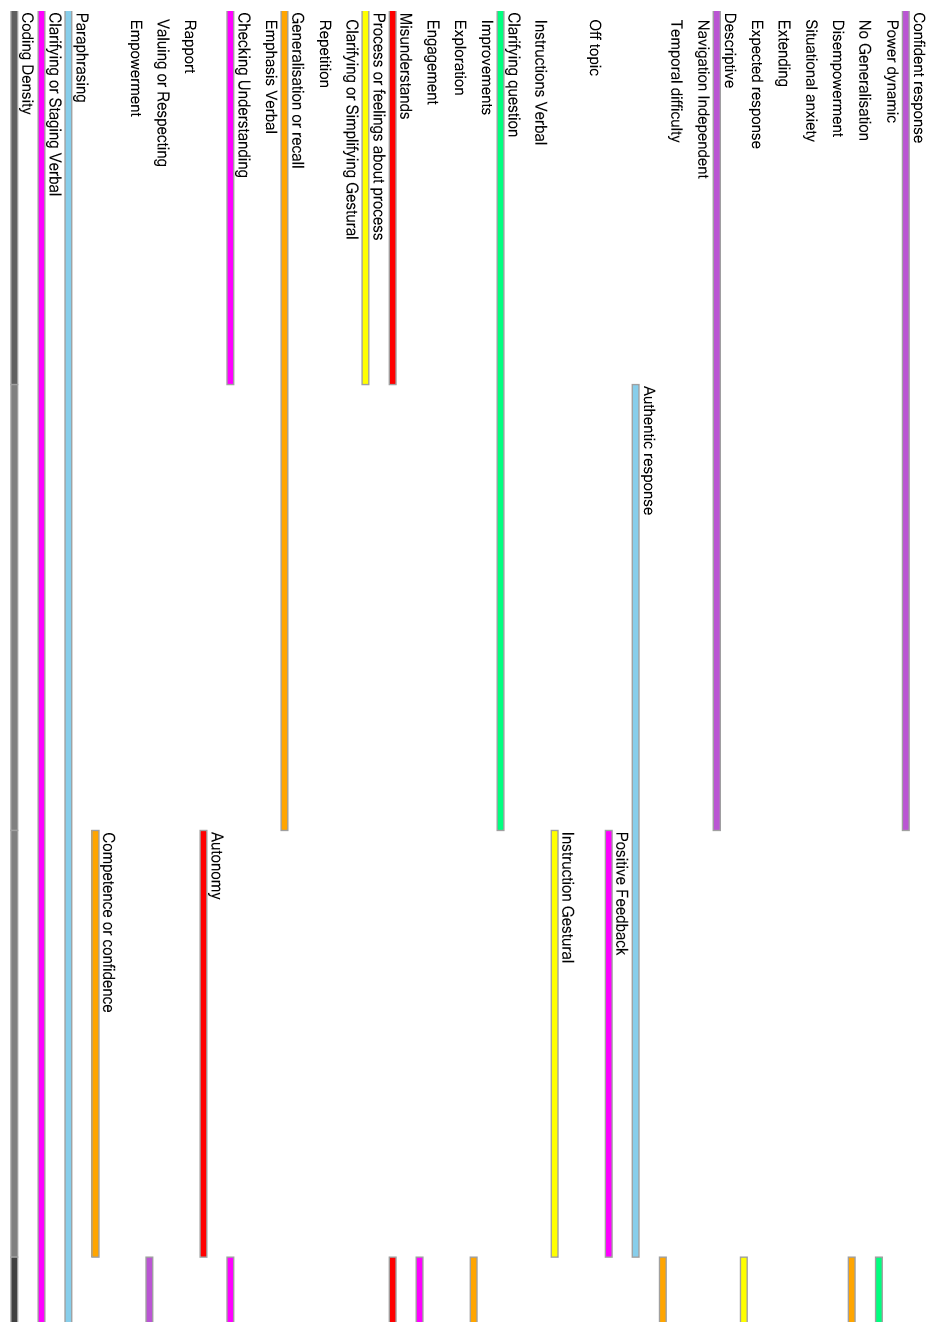 Confident response
Power dynamic
No Generalisation
Disempowerment
Situational anxiety
Extending
Expected response
Descriptive
Navigation Independent
Temporal difficulty
Authentic response
Positive Feedback
Off topic
Instruction Gestural
Instructions Verbal
Clarifying question
Improvements
Exploration
Engagement
Misunderstands
Process or feelings about process
Clarifying or Simplifying Gestural
Repetition
Generalisation or recall
Emphasis Verbal
Checking Understanding
Autonomy
Rapport
Valuing or Respecting
Empowerment
Competence or confidence
Paraphrasing
Clarifying or Staging Verbal
Coding Density